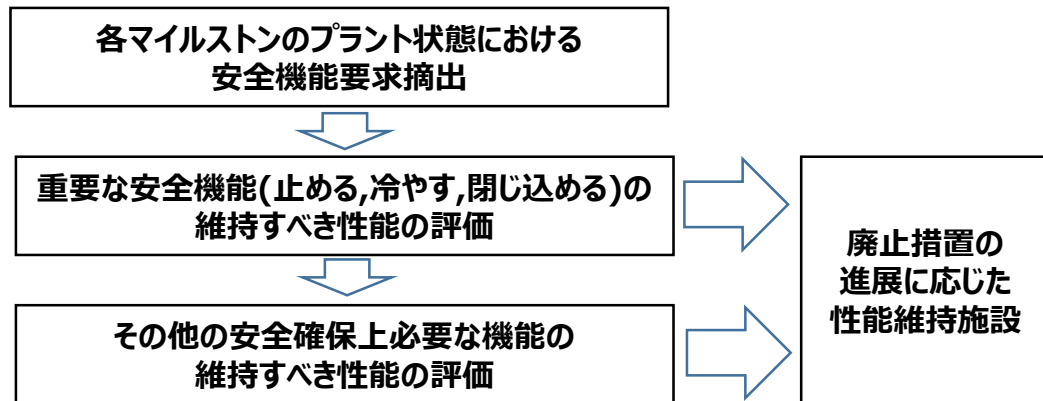 各マイルストンのプラント状態における
安全機能要求摘出
重要な安全機能(止める,冷やす,閉じ込める)の
維持すべき性能の評価
その他の安全確保上必要な機能の
維持すべき性能の評価
廃止措置の
進展に応じた
性能維持施設